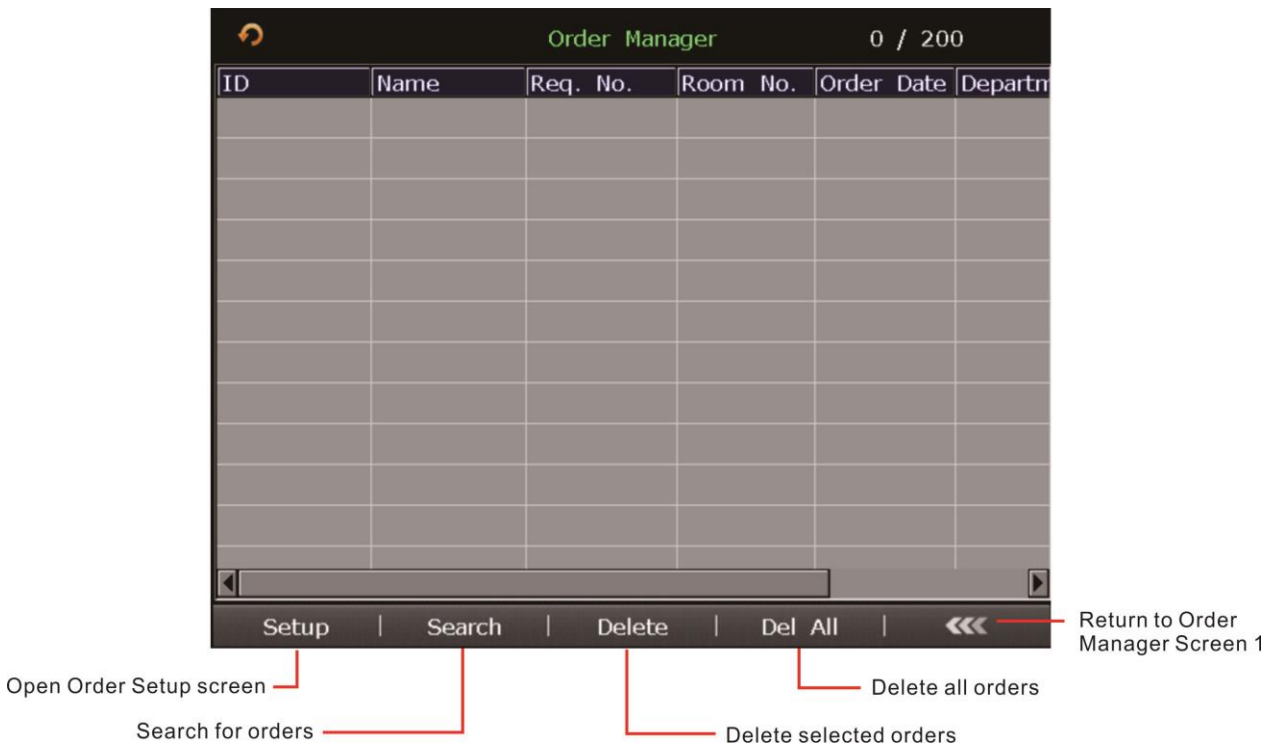 Order Manager 0 / 200
ID Name Req. No. Room No. Order Date Departm
Setup | Search | Delete | Del All |
Return to Order
Manager Screen 1
Open Order Setup screen
Delete all orders
Search for orders
Delete selected orders